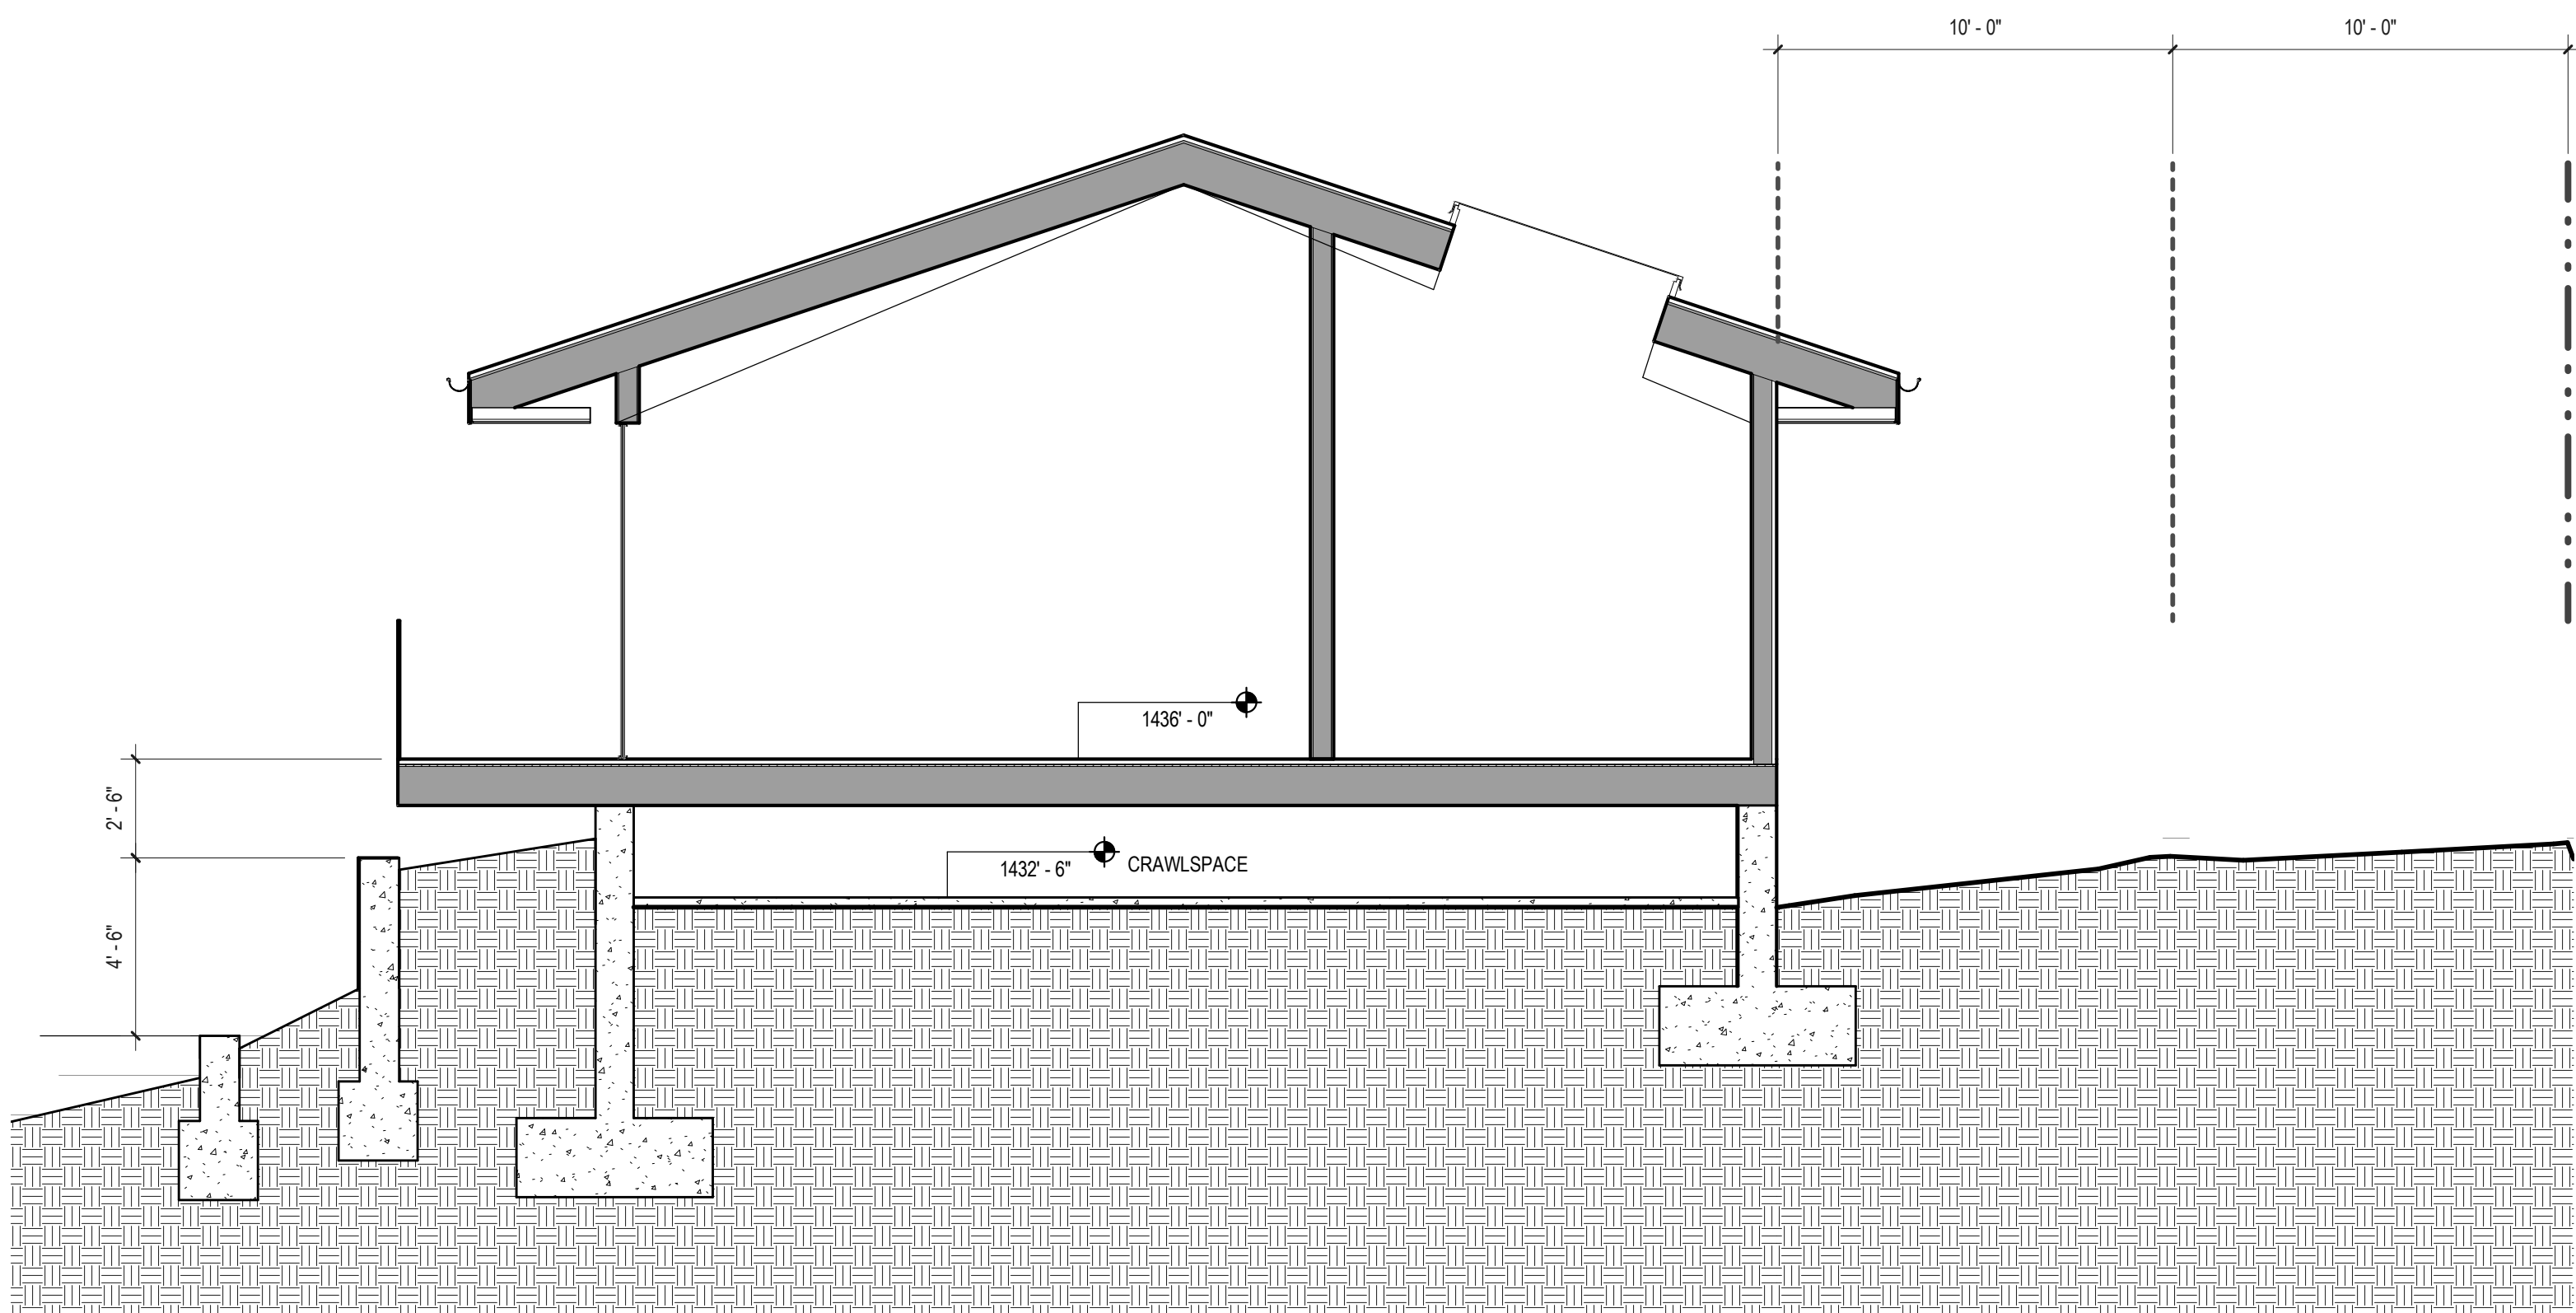 10' - 0"
10' - 0"
1436' - 0"
2' - 6"
1432' - 6"
CRAWLSPACE
4' - 6"